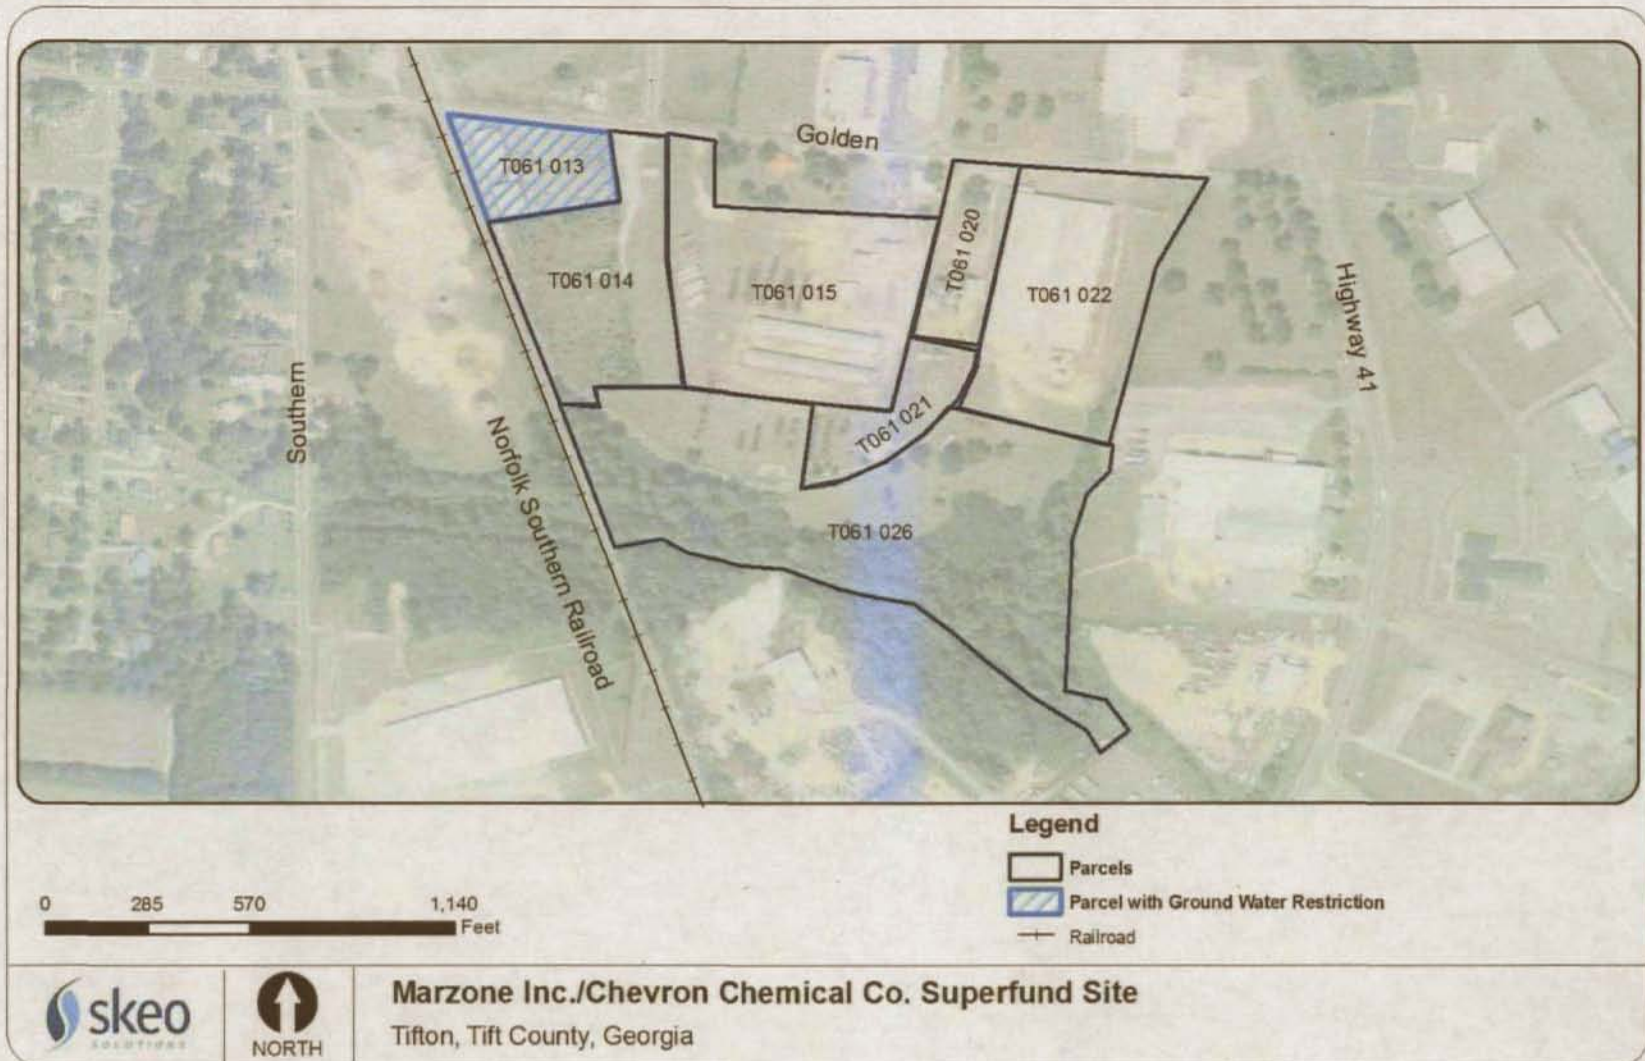 Golden
T061 013
T061 020
T061 014
T061 015
T061 022
Highway 41
Southern
T061 021
Norfolk Southern Railroad
T061 026
Legend
Parcels
Parcel with Ground Water Restriction
Railroad
0 285 570 1,140
Feet
skeo
SOLUTIONS
NORTH
Marzone Inc./Chevron Chemical Co. Superfund Site
Tifton, Tift County, Georgia